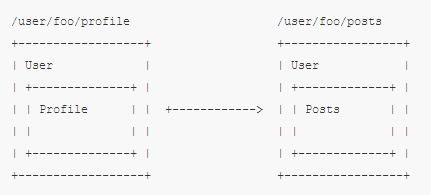 /user/foo/profile                     /user/foo/posts
+------------------+                  +-----------------+
| User             |                  | User            |
| +--------------+ |                  | +-------------+ |
| | Profile      | |  +------------>  | | Posts       | |
| |              | |                  | |             | |
| +--------------+ |                  | +-------------+ |
+------------------+                  +-----------------+